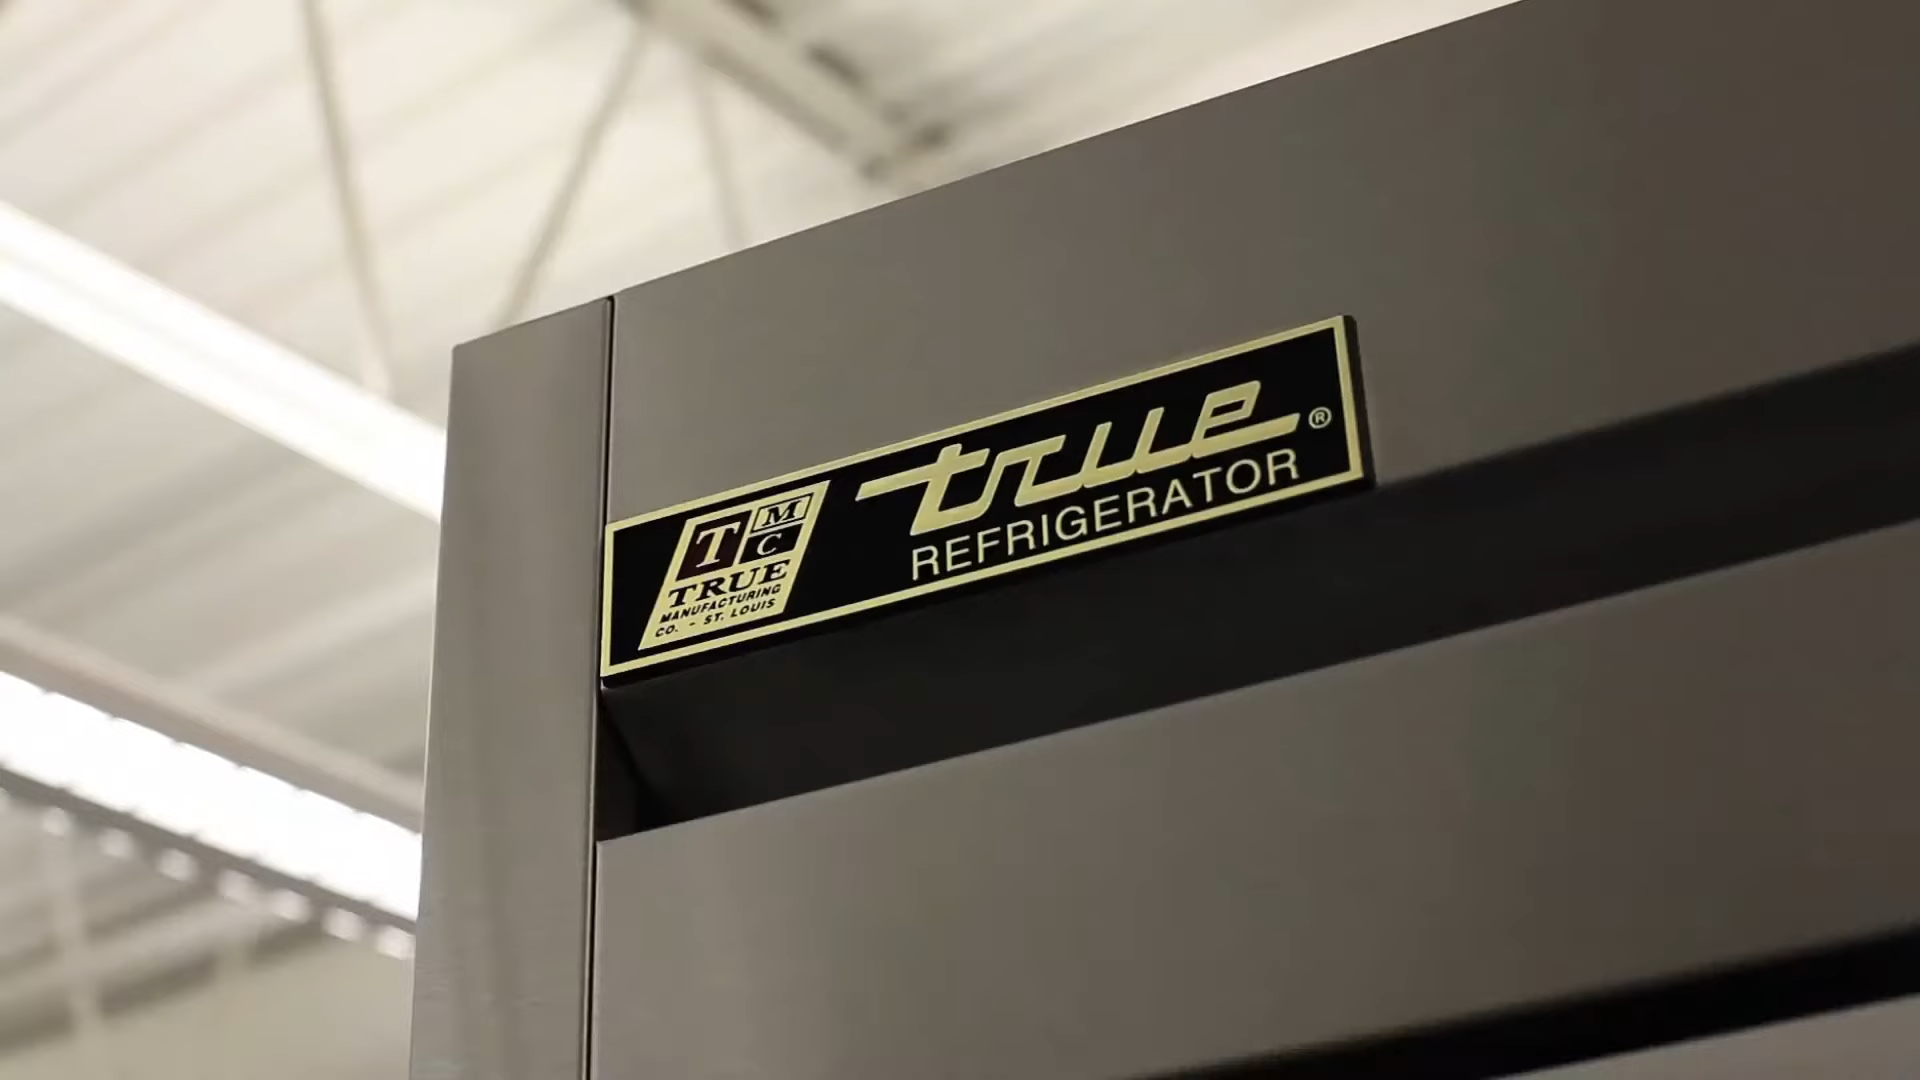 T
M
C
TRUE
MANUFACTURING
CO. - ST. LOUIS
true®
REFRIGERATOR